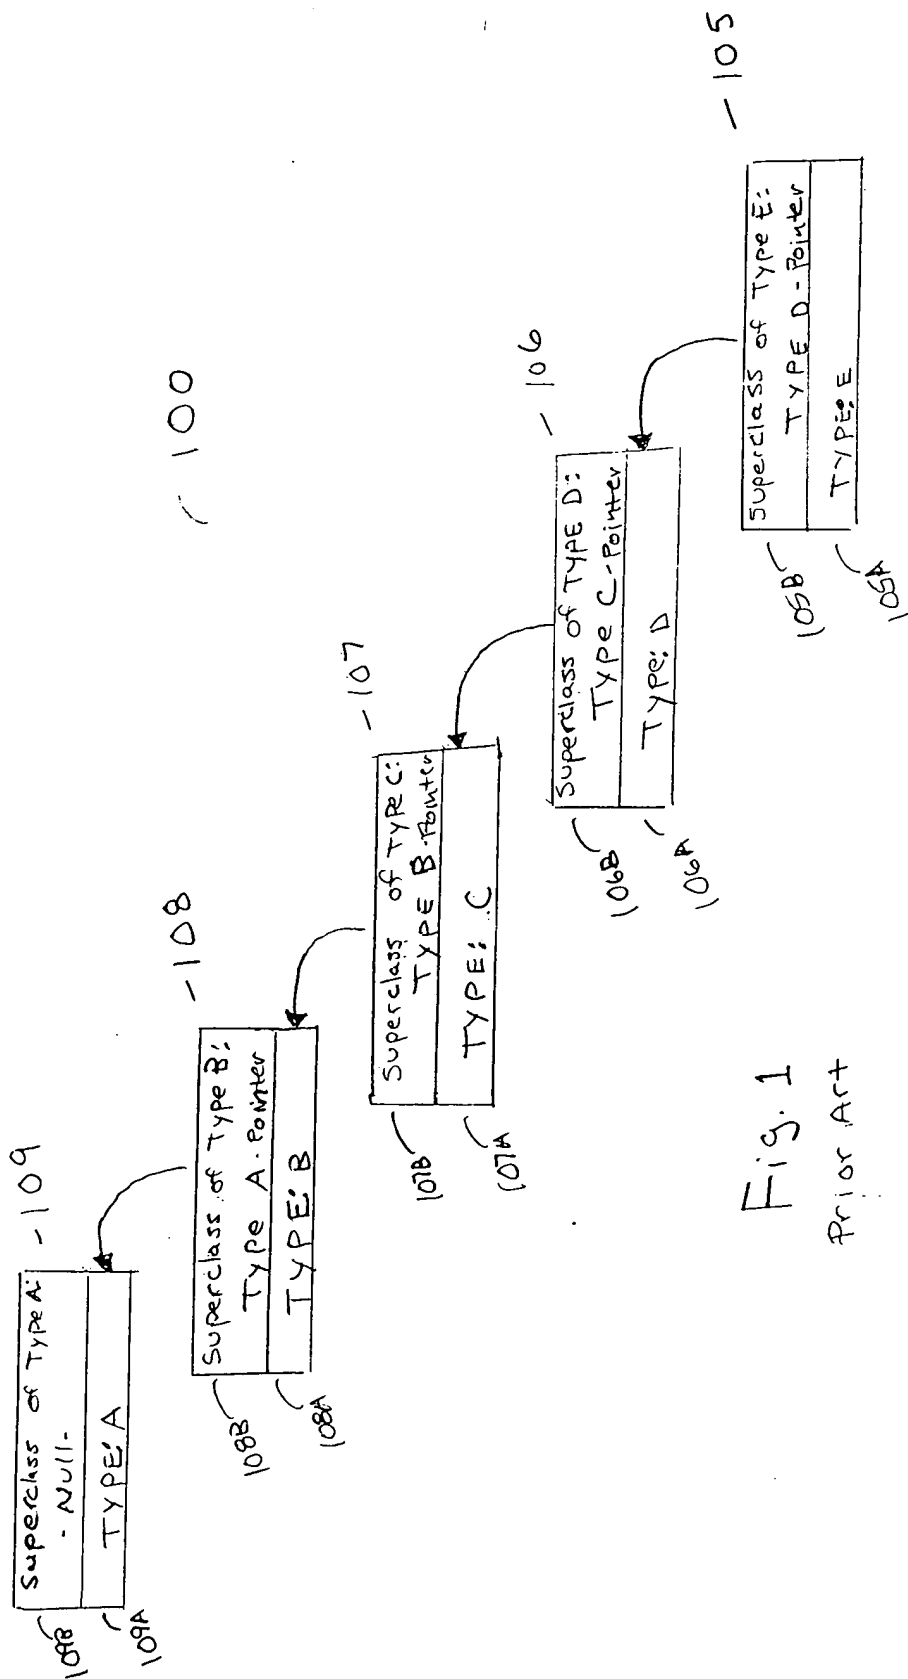 100
Superclass of Type A:
- Null-
TYPE: A
109
109B
109A
Superclass of Type B:
Type A-Pointer
TYPE: B
108
108B
108A
Superclass of Type C:
TYPE B-Pointer
TYPE: C
107
107B
107A
Superclass of TYPE D:
Type C-Pointer
Type: D
106
106B
106A
Superclass of Type E:
TYPE D-Pointer
TYPE: E
105
105B
105A
Fig. 1
Prior Art